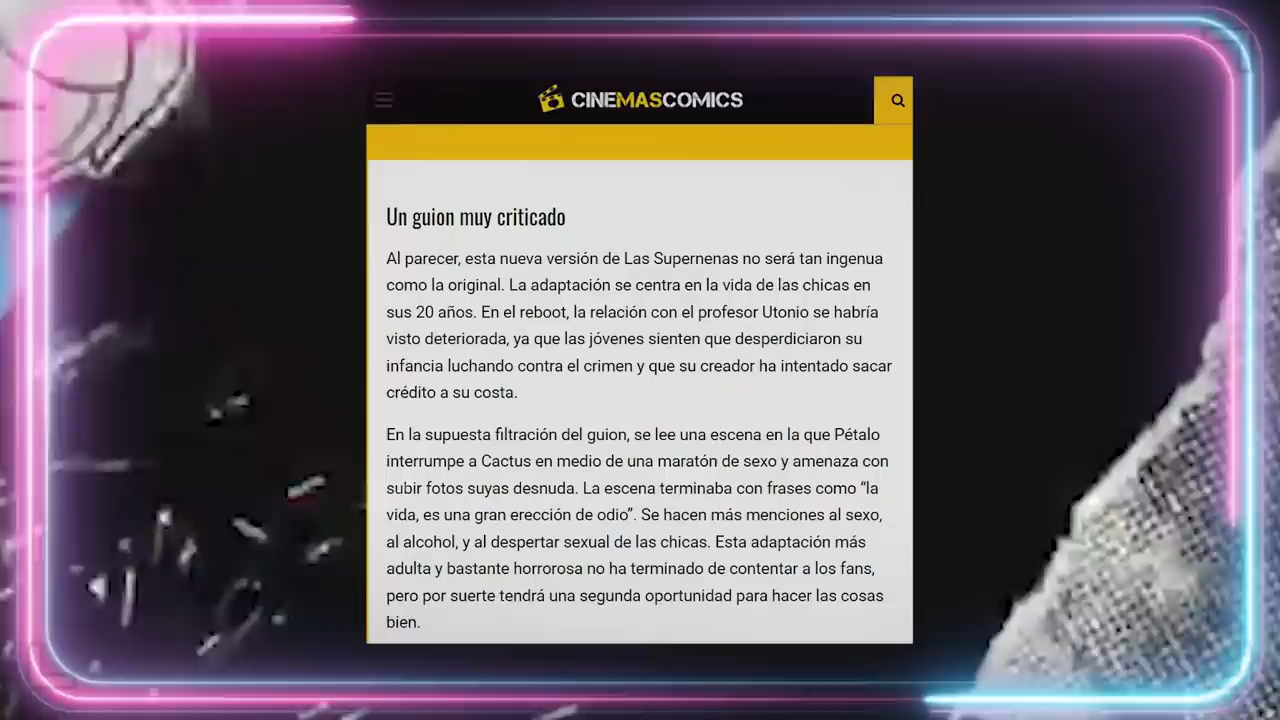 CINEMASCOMICS
Un guion muy criticado
Al parecer, esta nueva versión de Las Supernenas no será tan ingenua
como la original. La adaptación se centra en la vida de las chicas en
sus 20 años. En el reboot, la relación con el profesor Utonio se habría
visto deteriorada, ya que las jóvenes sienten que desperdiciaron su
infancia luchando contra el crimen y que su creador ha intentado sacar
crédito a su costa.
En la supuesta filtración del guion, se lee una escena en la que Pétalo
interrumpe a Cactus en medio de una maratón de sexo y amenaza con
subir fotos suyas desnuda. La escena terminaba con frases como “la
vida, es una gran erección de odio”. Se hacen más menciones al sexo,
al alcohol, y al despertar sexual de las chicas. Esta adaptación más
adulta y bastante horrorosa no ha terminado de contentar a los fans,
pero por suerte tendrá una segunda oportunidad para hacer las cosas
bien.